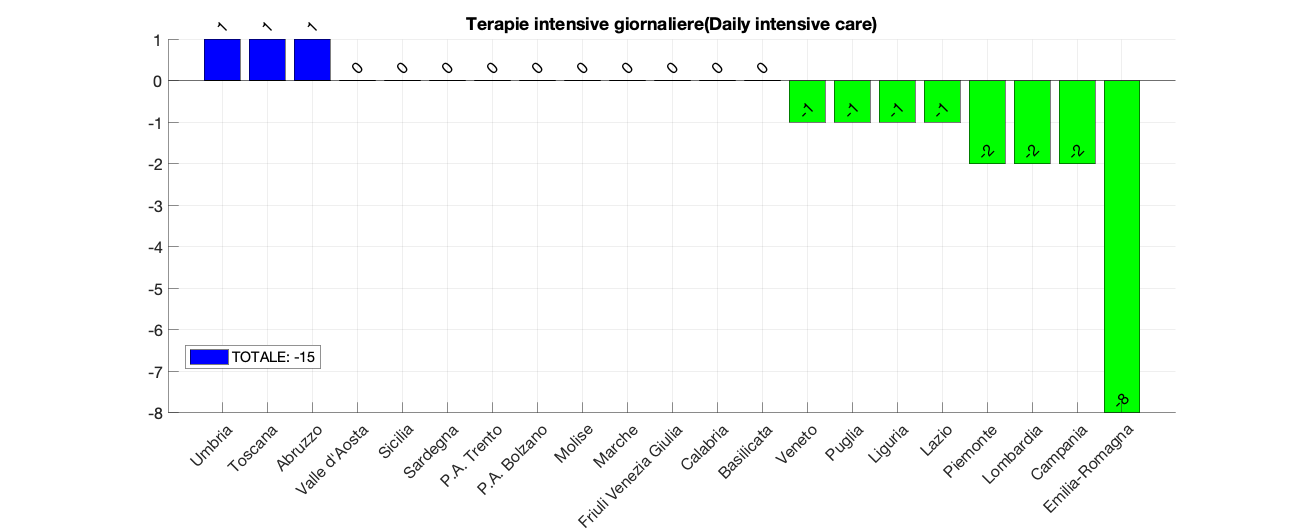 Terapie intensive giornaliere(Daily intensive care)
1 1 1 0 0 0 0 0 0 0 0 0 0 -1 -1 -1 -1 -2 -2 -2 -8
1
0
-1
-2
-3
-4
-5
-6
-7
-8
TOTALE: -15
Umbria
Toscana
Abruzzo
Valle d'Aosta
Sicilia
Sardegna
P.A. Trento
P.A. Bolzano
Molise
Marche
Friuli Venezia Giulia
Calabria
Basilicata
Veneto
Puglia
Liguria
Lazio
Piemonte
Lombardia
Campania
Emilia-Romagna